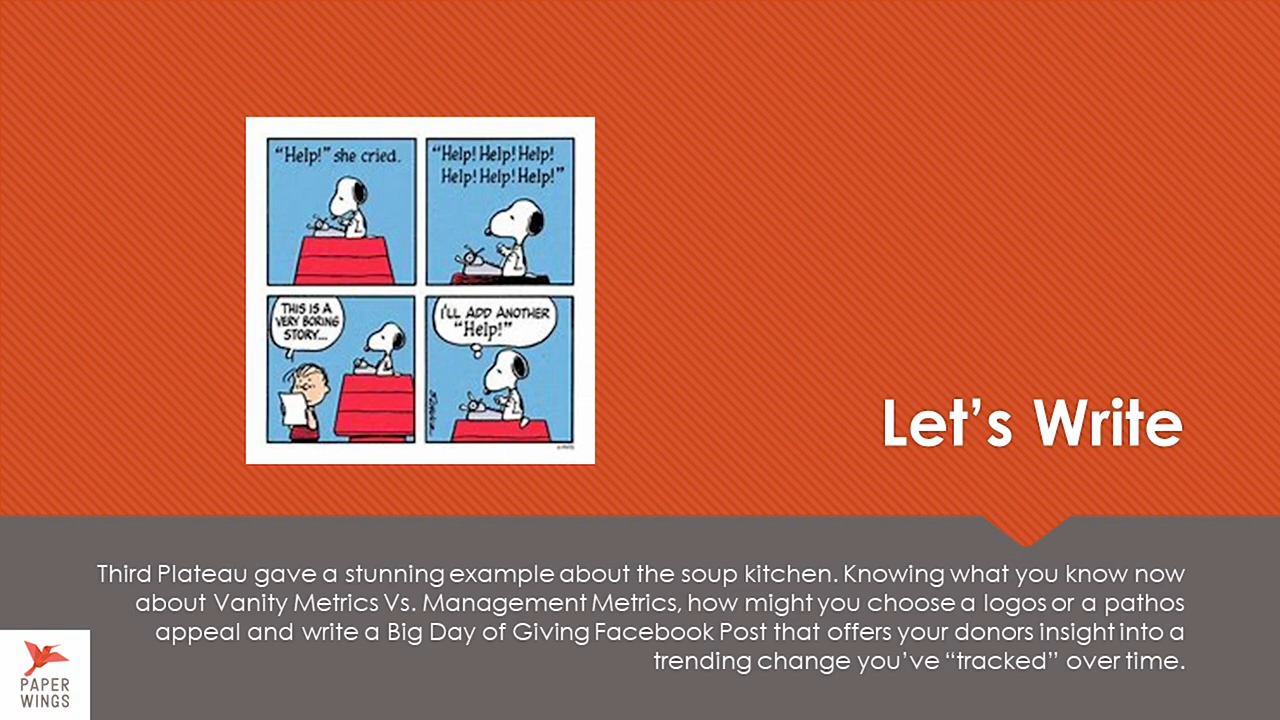 “Help!” she cried.
“Help! Help! Help!
Help! Help! Help!”
THIS IS A
VERY BORING
STORY...
I'LL ADD ANOTHER
“Help!”
Let’s Write
Third Plateau gave a stunning example about the soup kitchen. Knowing what you know now
about Vanity Metrics Vs. Management Metrics, how might you choose a logos or a pathos
appeal and write a Big Day of Giving Facebook Post that offers your donors insight into a
trending change you’ve “tracked” over time.
PAPER
WINGS